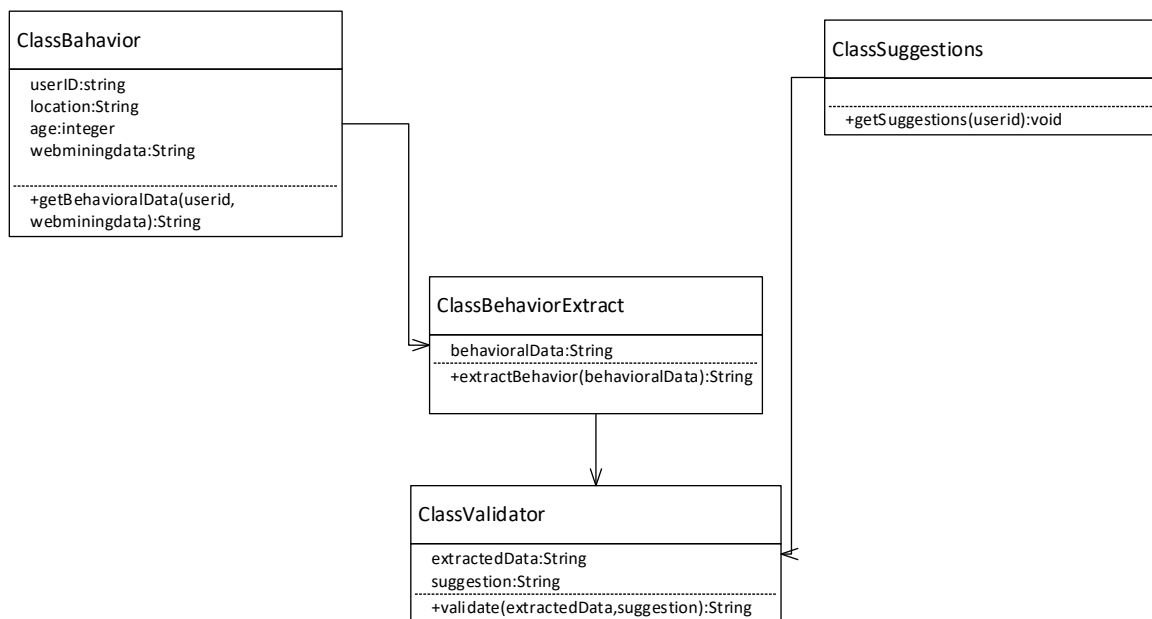 ClassBahavior
userID:string
location:String
age:integer
webminingdata:String
+getBehavioralData(userid,
webminingdata):String
ClassSuggestions
+getSuggestions(userid):void
ClassBehaviorExtract
behavioralData:String
+extractBehavior(behavioralData):String
ClassValidator
extractedData:String
suggestion:String
+validate(extractedData,suggestion):String